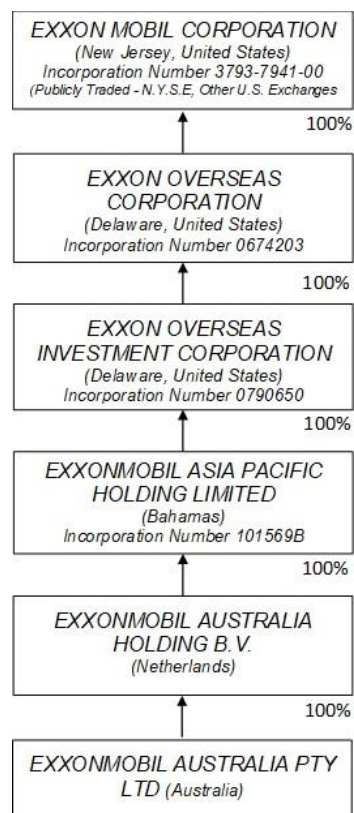 EXXON MOBIL CORPORATION
(New Jersey, United States)
Incorporation Number 3793-7941-00
(Publicly Traded - N.Y.S.E, Other U.S. Exchanges
100%
EXXON OVERSEAS
CORPORATION
(Delaware, United States)
Incorporation Number 0674203
100%
EXXON OVERSEAS
INVESTMENT CORPORATION
(Delaware, United States)
Incorporation Number 0790650
100%
EXXONMOBIL ASIA PACIFIC
HOLDING LIMITED
(Bahamas)
Incorporation Number 101569B
100%
EXXONMOBIL AUSTRALIA
HOLDING B.V.
(Netherlands)
100%
EXXONMOBIL AUSTRALIA PTY
LTD (Australia)